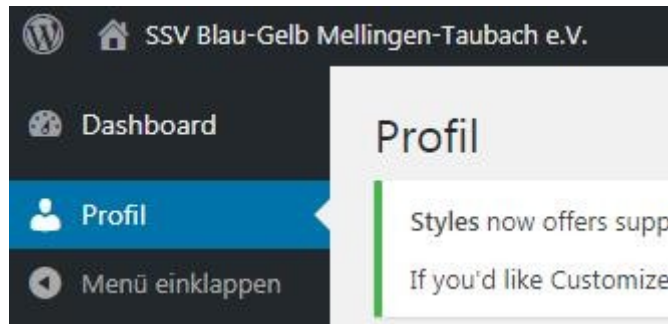 SSV Blau-Gelb Mellingen-Taubach e.V.
Dashboard
Profil
Menü einklappen
Profil
Styles now offers supp
If you'd like Customize